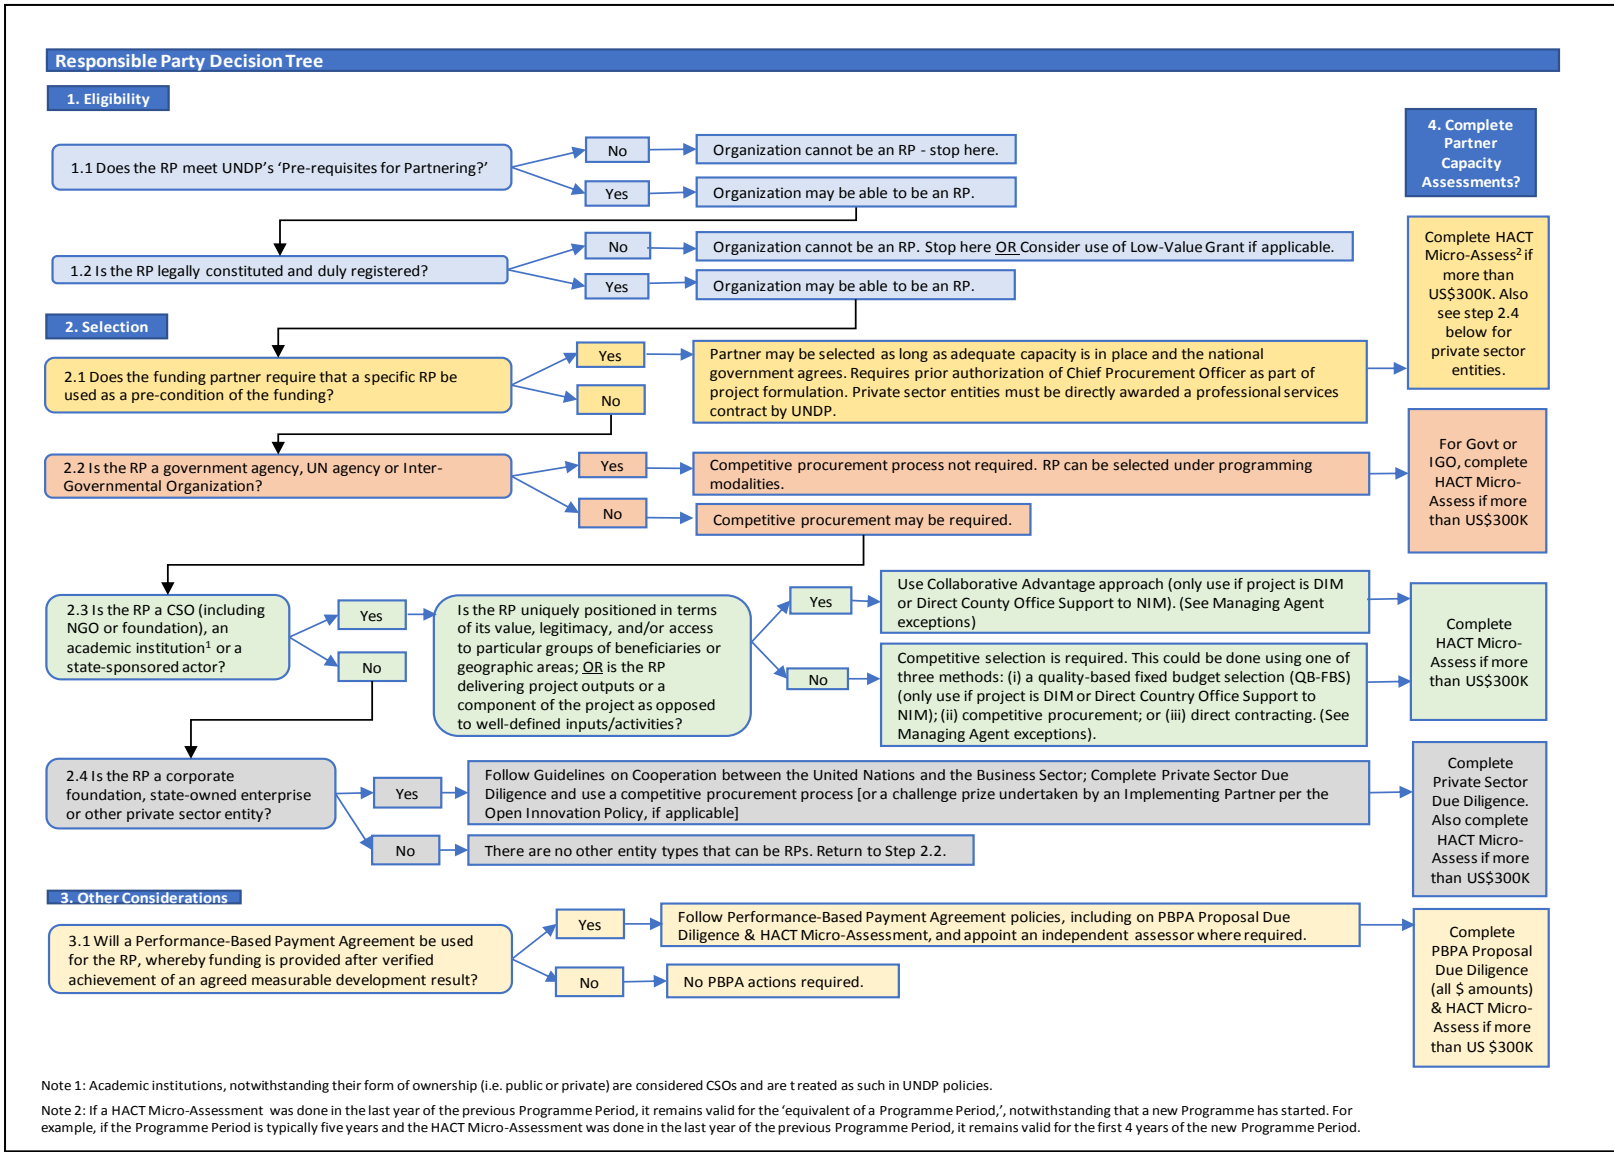 Responsible Party Decision Tree
1. Eligibility
4. Complete
Partner
Capacity
Assessments?
1.1 Does the RP meet UNDP's 'Pre-requisites for Partnering?'
No
Organization cannot be an RP - stop here.
Yes
Organization may be able to be an RP.
1.2 Is the RP legally constituted and duly registered?
No
Organization cannot be an RP. Stop here OR Consider use of Low-Value Grant if applicable.
Yes
Organization may be able to be an RP.
2. Selection
2.1 Does the funding partner require that a specific RP be
used as a pre-condition of the funding?
Yes
Partner may be selected as long as adequate capacity is in place and the national
government agrees. Requires prior authorization of Chief Procurement Officer as part of
project formulation. Private sector entities must be directly awarded a professional services
contract by UNDP.
No
Complete HACT
Micro-Assess² if
more than
US$300K. Also
see step 2.4
below for
private sector
entities.
2.2 Is the RP a government agency, UN agency or Inter-
Governmental Organization?
Yes
Competitive procurement process not required. RP can be selected under programming
modalities.
No
Competitive procurement may be required.
For Govt or
IGO, complete
HACT Micro-
Assess if more
than US$300K
2.3 Is the RP a CSO (including
NGO or foundation), an
academic institution¹ or a
state-sponsored actor?
Yes
No
Is the RP uniquely positioned in terms
of its value, legitimacy, and/or access
to particular groups of beneficiaries or
geographic areas; OR is the RP
delivering project outputs or a
component of the project as opposed
to well-defined inputs/activities?
Yes
Use Collaborative Advantage approach (only use if project is DIM
or Direct County Office Support to NIM). (See Managing Agent
exceptions)
No
Competitive selection is required. This could be done using one of
three methods: (i) a quality-based fixed budget selection (QB-FBS)
(only use if project is DIM or Direct Country Office Support to
NIM); (ii) competitive procurement; or (iii) direct contracting. (See
Managing Agent exceptions).
Complete
HACT Micro-
Assess if more
than US$300K
2.4 Is the RP a corporate
foundation, state-owned enterprise
or other private sector entity?
Yes
Follow Guidelines on Cooperation between the United Nations and the Business Sector; Complete Private Sector Due
Diligence and use a competitive procurement process [or a challenge prize undertaken by an Implementing Partner per the
Open Innovation Policy, if applicable]
No
There are no other entity types that can be RPs. Return to Step 2.2.
Complete
Private Sector
Due Diligence.
Also complete
HACT Micro-
Assess if more
than US$300K
3. Other Considerations
3.1 Will a Performance-Based Payment Agreement be used
for the RP, whereby funding is provided after verified
achievement of an agreed measurable development result?
Yes
Follow Performance-Based Payment Agreement policies, including on PBPA Proposal Due
Diligence & HACT Micro-Assessment, and appoint an independent assessor where required.
No
No PBPA actions required.
Complete
PBPA Proposal
Due Diligence
(all $ amounts)
& HACT Micro-
Assess if more
than US $300K
Note 1: Academic institutions, notwithstanding their form of ownership (i.e. public or private) are considered CSOs and are treated as such in UNDP policies.
Note 2: If a HACT Micro-Assessment was done in the last year of the previous Programme Period, it remains valid for the 'equivalent of a Programme Period,', notwithstanding that a new Programme has started. For
example, if the Programme Period is typically five years and the HACT Micro-Assessment was done in the last year of the previous Programme Period, it remains valid for the first 4 years of the new Programme Period.